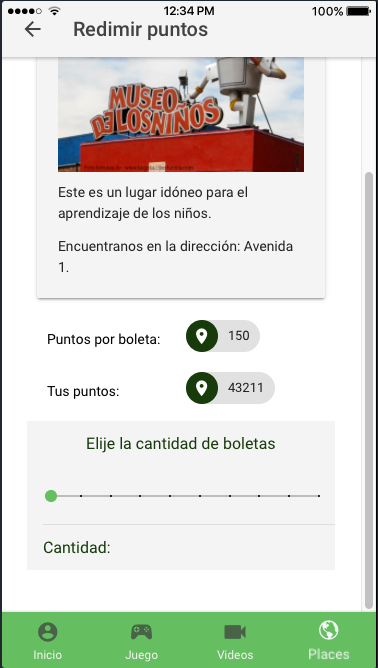 12:34 PM
100%
Redimir puntos
MUSEO
DE LOS NIÑOS
Este es un lugar idóneo para el
aprendizaje de los niños.
Encuentranos en la dirección: Avenida
1.
Puntos por boleta:
150
Tus puntos:
43211
Elije la cantidad de boletas
Cantidad:
Inicio
Juego
Videos
Places